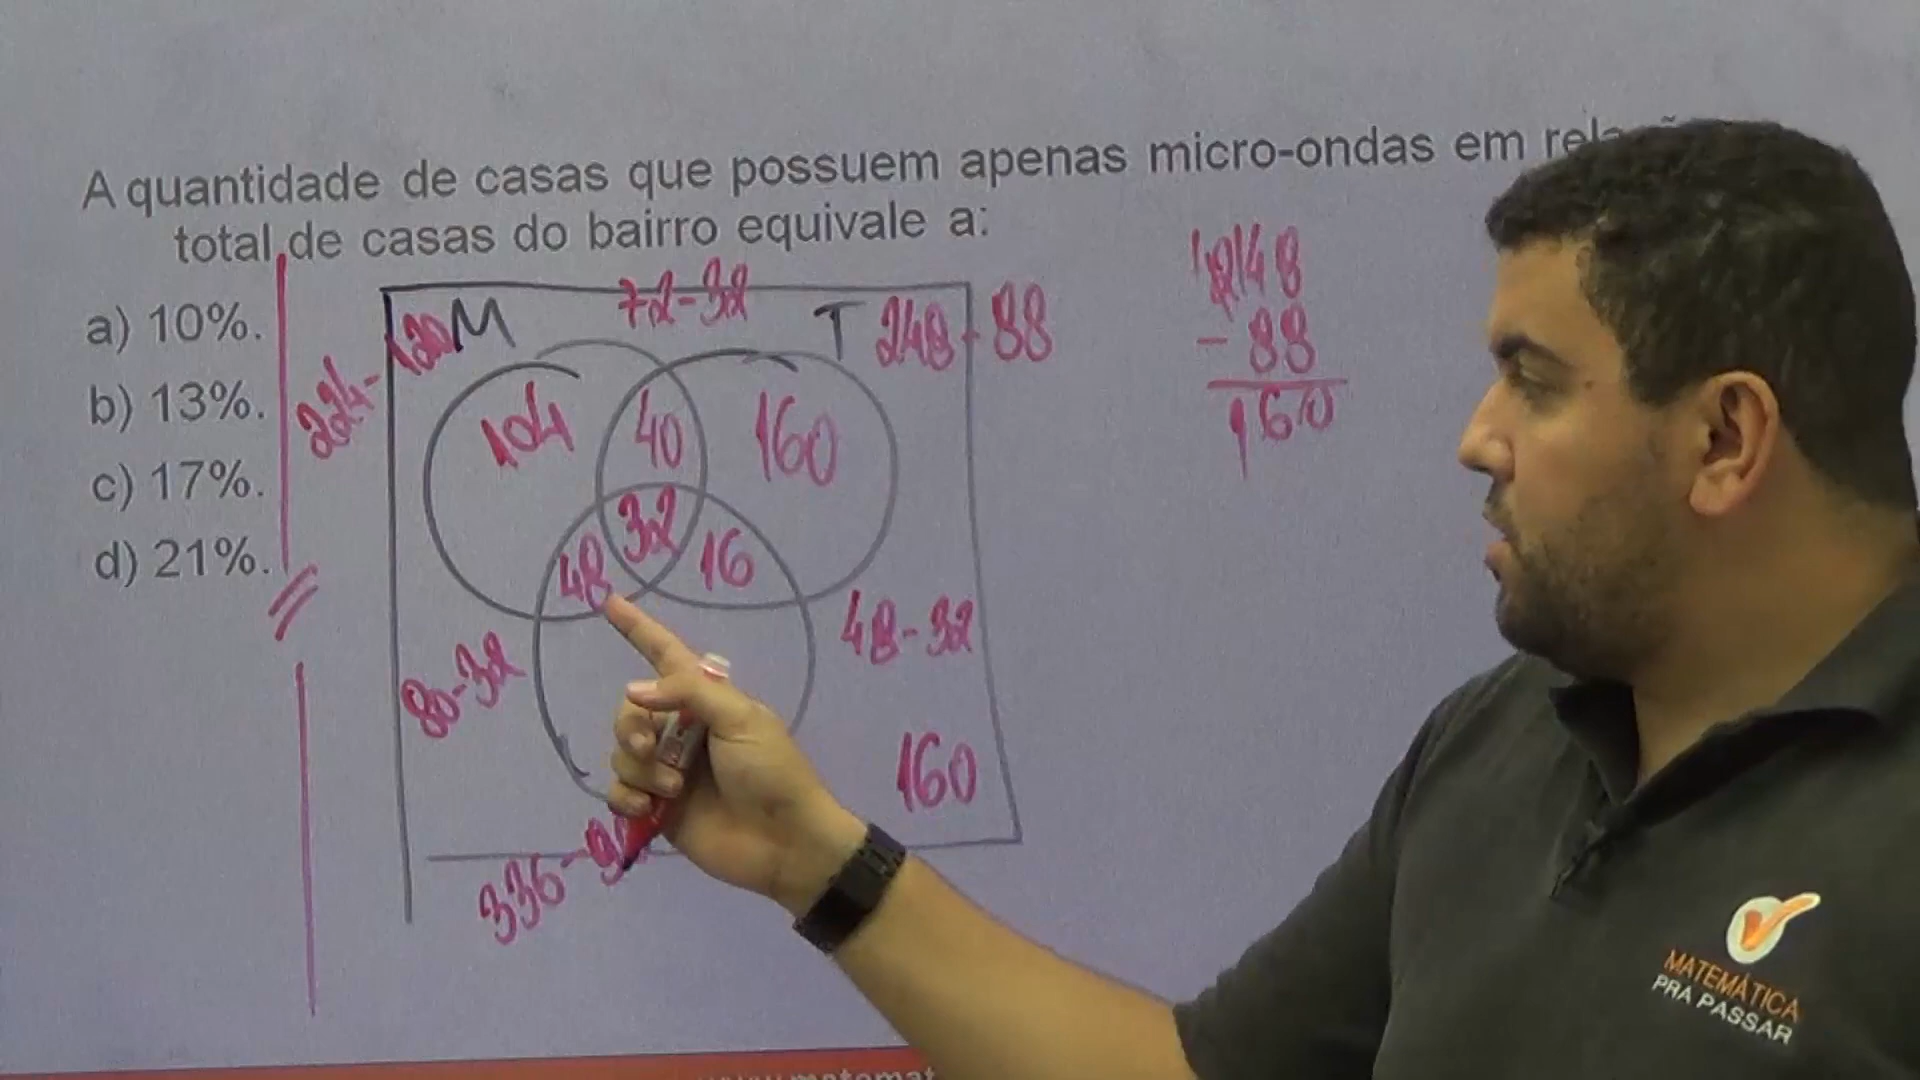 A quantidade de casas que possuem apenas micro-ondas em
total de casas do bairro equivale a:
a) 10%.
b) 13%.
c) 17%.
d) 21%.
224-120
M
72-32
T
248-88
104
40
160
32
48
16
80-32
48-32
160
336-
248
-88
160
MATEMÁTICA
PRA PASSAR